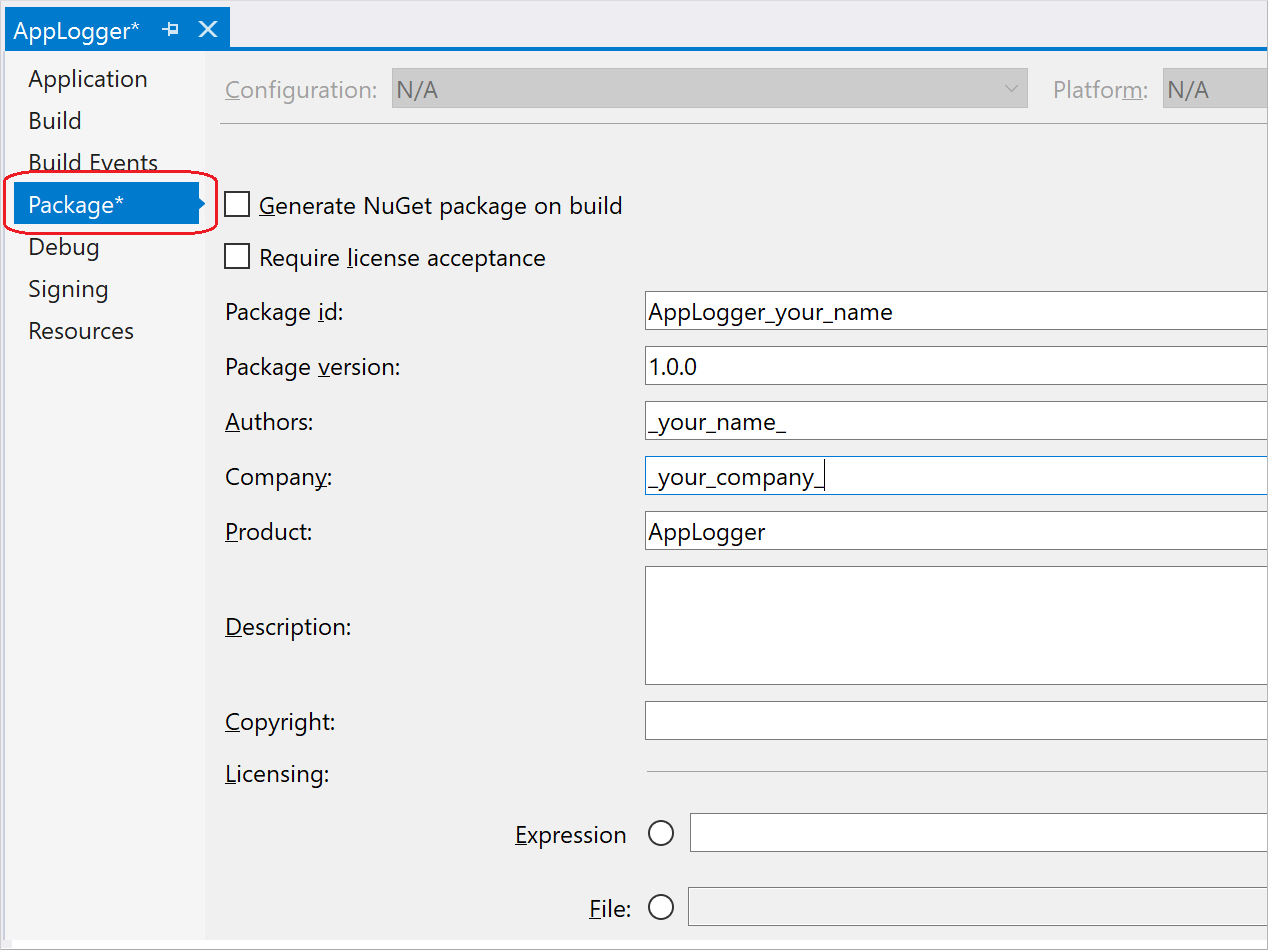 AppLogger*
Application
Build
Build Events
Package*
Debug
Signing
Resources
Configuration: N/A Platform: N/A
Generate NuGet package on build
Require license acceptance
Package id: AppLogger_your_name
Package version: 1.0.0
Authors: _your_name_
Company: _your_company_
Product: AppLogger
Description:
Copyright:
Licensing:
Expression
File: